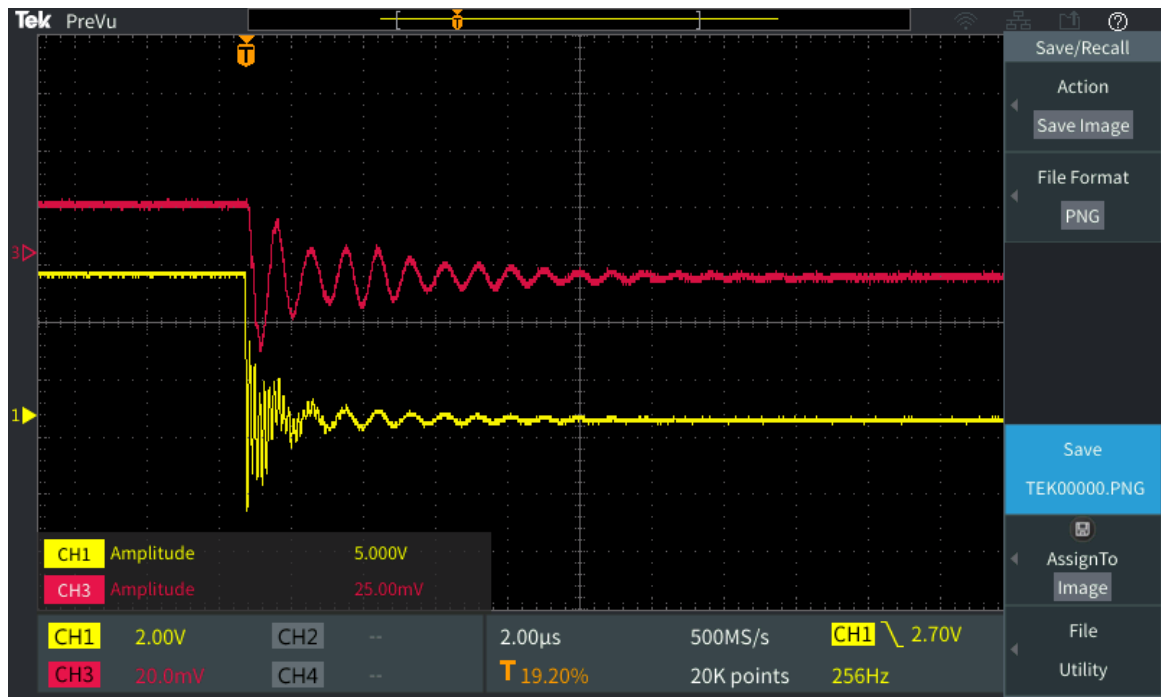 Tek PreVu
T
T
?
Save/Recall
Action
Save Image
File Format
PNG
3
1
Save
TEK00000.PNG
AssignTo
Image
File
Utility
CH1 Amplitude 5.000V
CH3 Amplitude 25.00mV
CH1 2.00V CH2 -- 2.00µs 500MS/s CH1 2.70V
CH3 20.0mV CH4 -- T 19.20% 20K points 256Hz